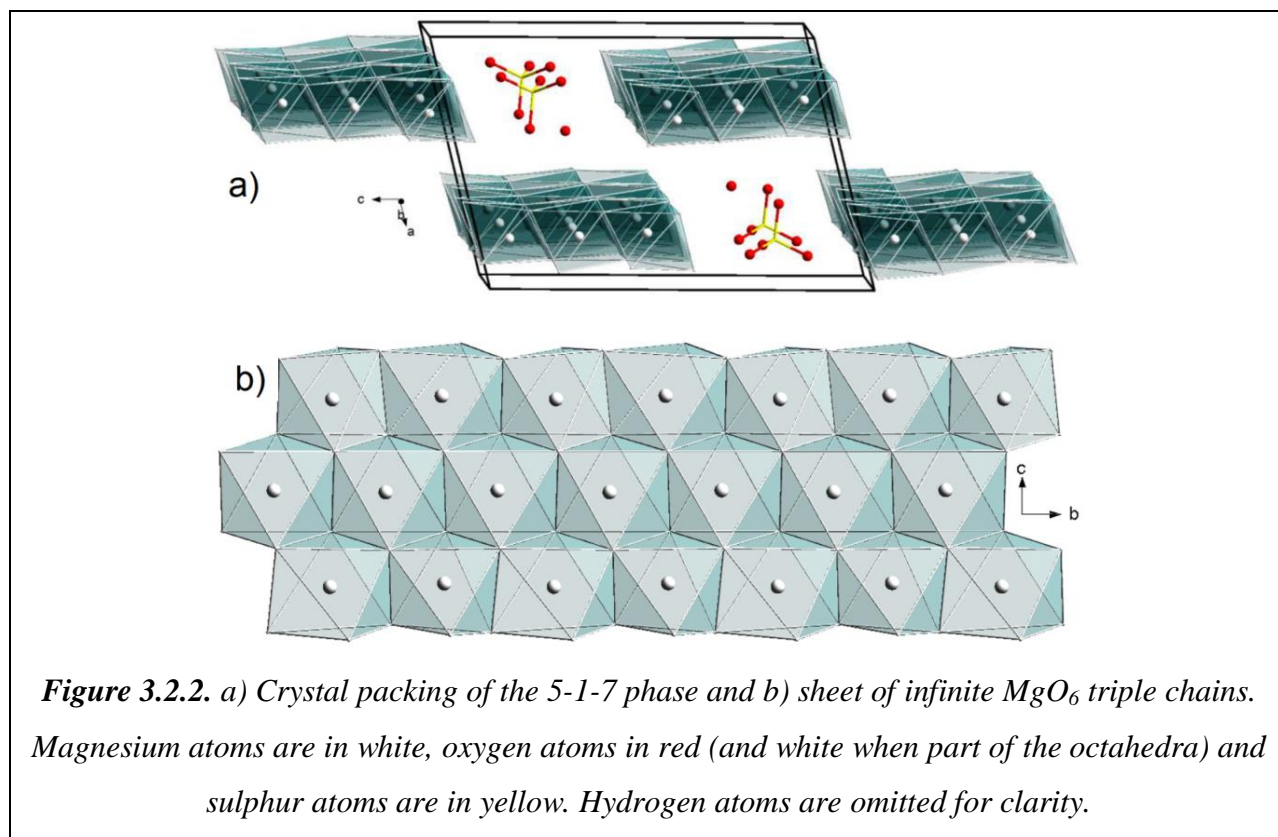 a)
c
b
a
b)
c
b
Figure 3.2.2. a) Crystal packing of the 5-1-7 phase and b) sheet of infinite MgO₆ triple chains.
Magnesium atoms are in white, oxygen atoms in red (and white when part of the octahedra) and
sulphur atoms are in yellow. Hydrogen atoms are omitted for clarity.